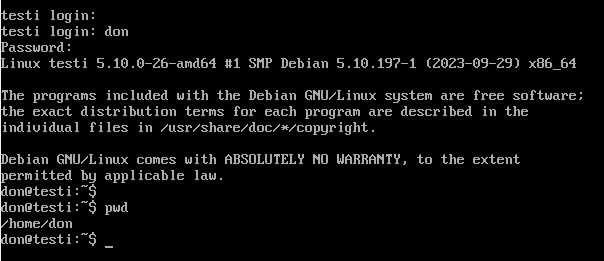 testi login:
testi login: don
Password:
Linux testi 5.10.0-26-amd64 #1 SMP Debian 5.10.197-1 (2023-09-29) x86_64
The programs included with the Debian GNU/Linux system are free software;
the exact distribution terms for each program are described in the
individual files in /usr/share/doc/*/copyright.
Debian GNU/Linux comes with ABSOLUTELY NO WARRANTY, to the extent
permitted by applicable law.
don@testi:~$
don@testi:~$ pwd
/home/don
don@testi:~$ _